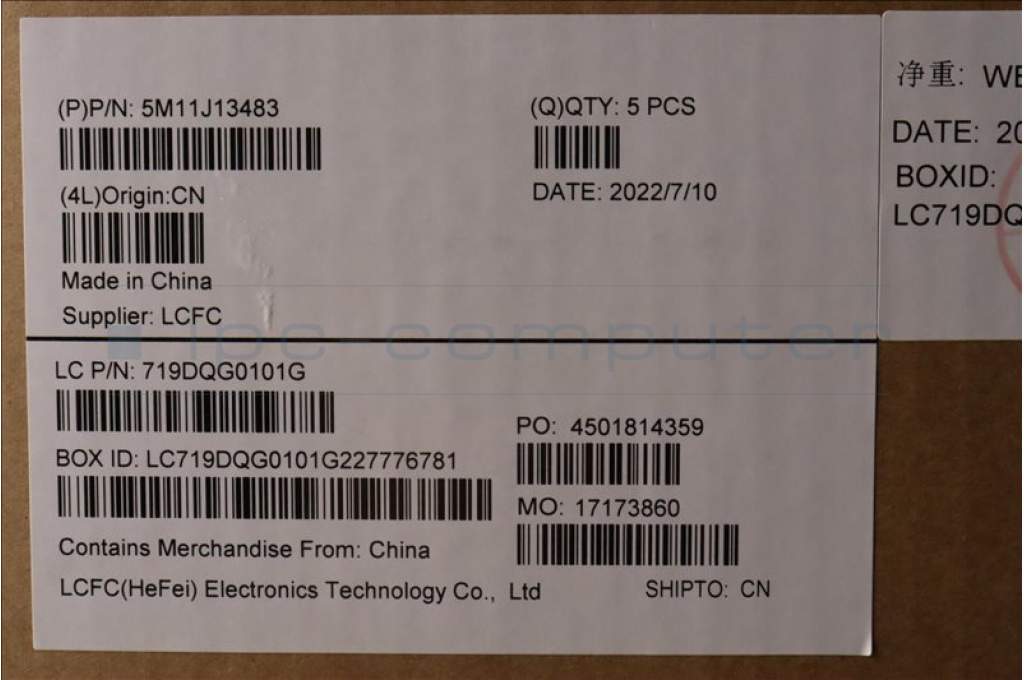 (P)P/N: 5M11J13483
(Q)QTY: 5 PCS
(4L)Origin:CN
DATE: 2022/7/10
Made in China
Supplier: LCFC
ipc-computer
LC P/N: 719DQG0101G
PO: 4501814359
BOX ID: LC719DQG0101G227776781
MO: 17173860
Contains Merchandise From: China
LCFC(HeFei) Electronics Technology Co., Ltd
SHIPTO: CN
净重: WE
DATE: 20
BOXID:
LC719DQ